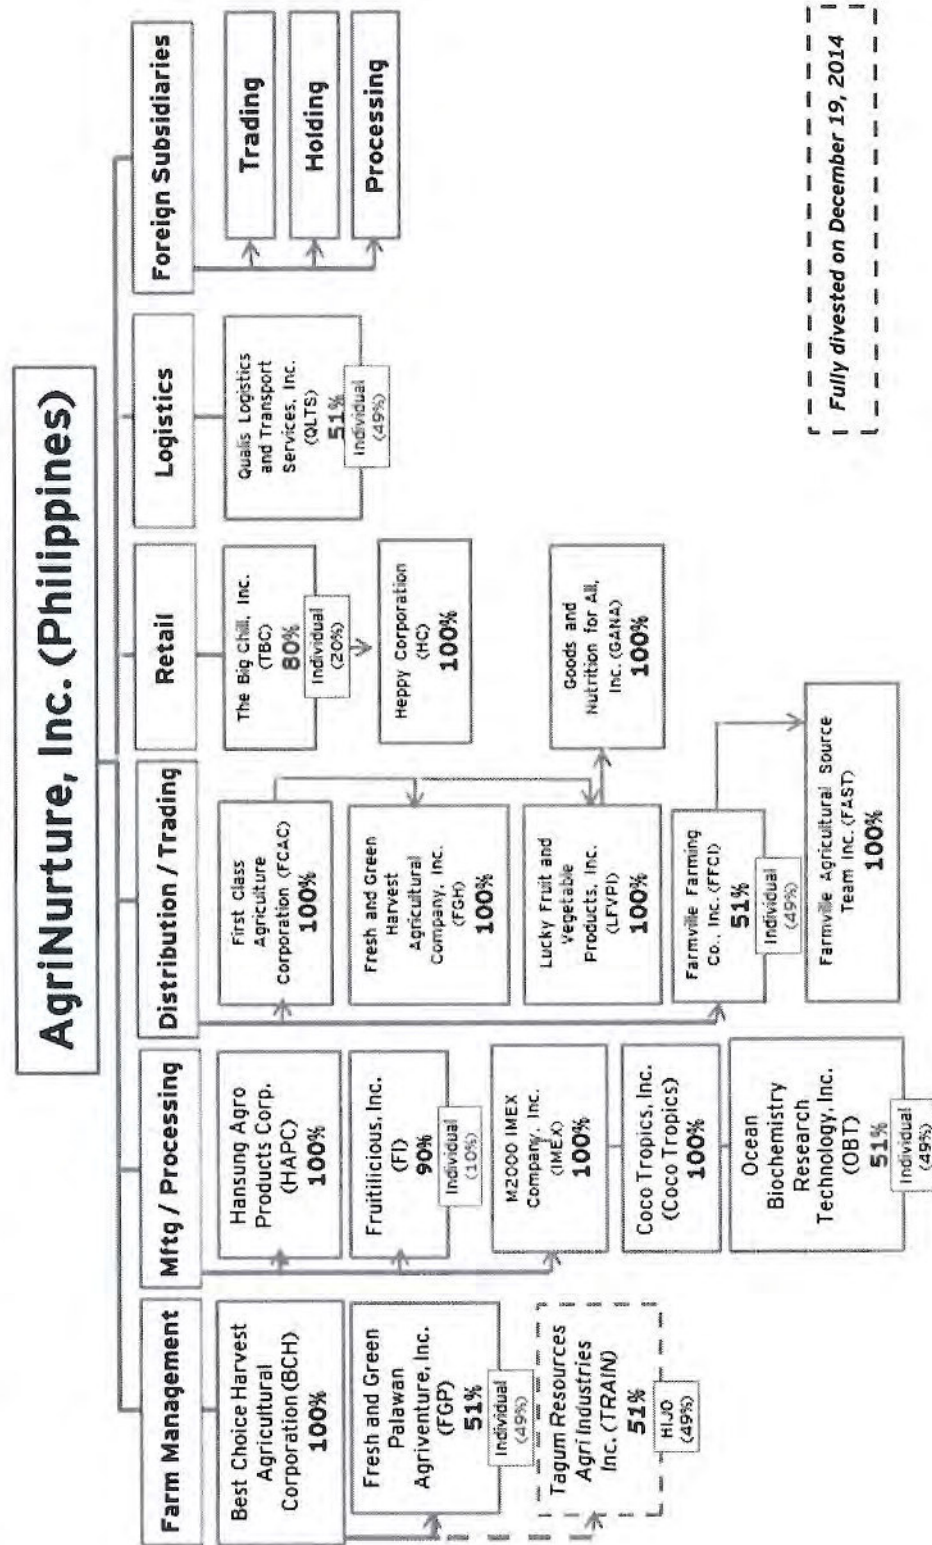 AgriNurture, Inc. (Philippines)
Farm Management
Best Choice Harvest
Agricultural
Corporation (BCH)
100%
Fresh and Green
Palawan
Agriventure, Inc.
(FGP)
51%
Individual
(49%)
Tagum Resources
Agri Industries
Inc. (TRAIN)
51%
HIJO
(49%)
Mftg / Processing
Hansung Agro
Products Corp.
(HAPC)
100%
Fruitilicious, Inc.
(FI)
90%
Individual
(10%)
M2000 IMEX
Company, Inc.
(IMEX)
100%
Coco Tropics, Inc.
(Coco Tropics)
100%
Ocean
Biochemistry
Research
Technology, Inc.
(OBT)
51%
Individual
(49%)
Distribution / Trading
First Class
Agriculture
Corporation (FCAC)
100%
Fresh and Green
Harvest
Agricultural
Company, Inc.
(FGH)
100%
Lucky Fruit and
Vegetable
Products, Inc.
(LFVPI)
100%
Goods and
Nutrition for All,
Inc. (GANA)
100%
Farmville Farming
Co., Inc. (FFCI)
51%
Individual
(49%)
Farmville Agricultural Source
Team Inc. (FAST)
100%
Retail
The Big Chill, Inc.
(TBC)
80%
Individual
(20%)
Heppy Corporation
(HC)
100%
Logistics
Qualis Logistics
and Transport
Services, Inc.
(QLTS)
51%
Individual
(49%)
Foreign Subsidiaries
Trading
Holding
Processing
Fully divested on December 19, 2014